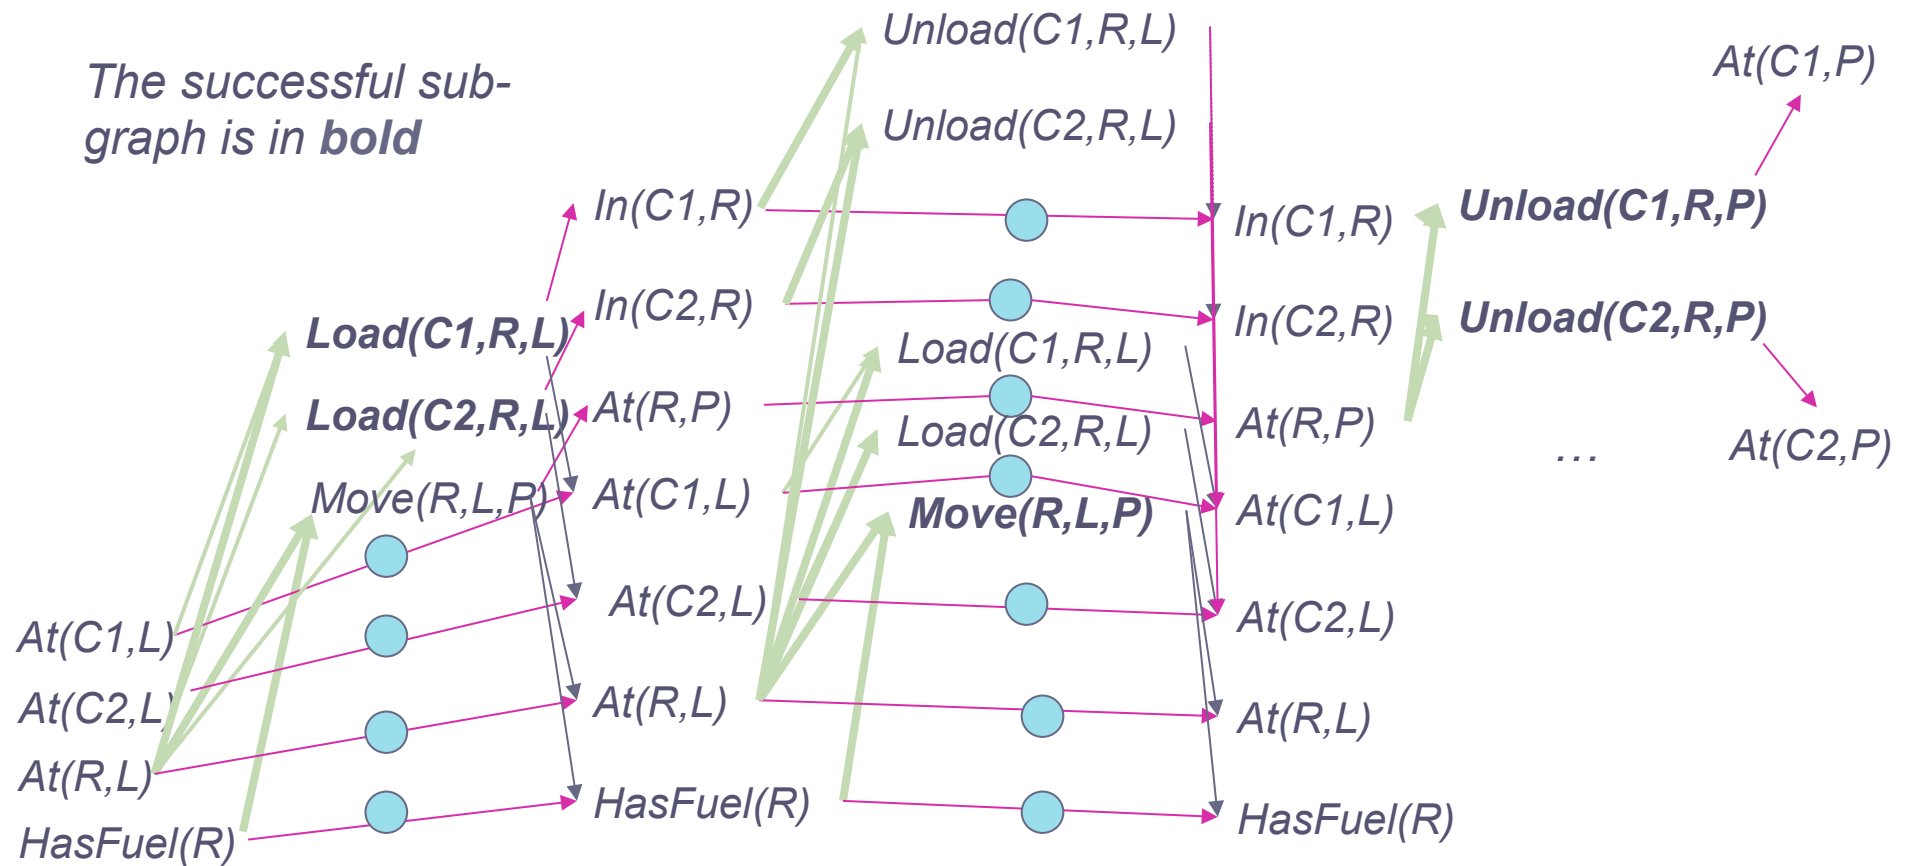 The successful sub-
graph is in bold
At(C1,L)
At(C2,L)
At(R,L)
HasFuel(R)
Load(C1,R,L)
Load(C2,R,L)
Move(R,L,P)
In(C1,R)
In(C2,R)
At(R,P)
At(C1,L)
At(C2,L)
At(R,L)
HasFuel(R)
Unload(C1,R,L)
Unload(C2,R,L)
Load(C1,R,L)
Load(C2,R,L)
Move(R,L,P)
In(C1,R)
In(C2,R)
At(R,P)
At(C1,L)
At(C2,L)
At(R,L)
HasFuel(R)
Unload(C1,R,P)
Unload(C2,R,P)
…
At(C1,P)
At(C2,P)